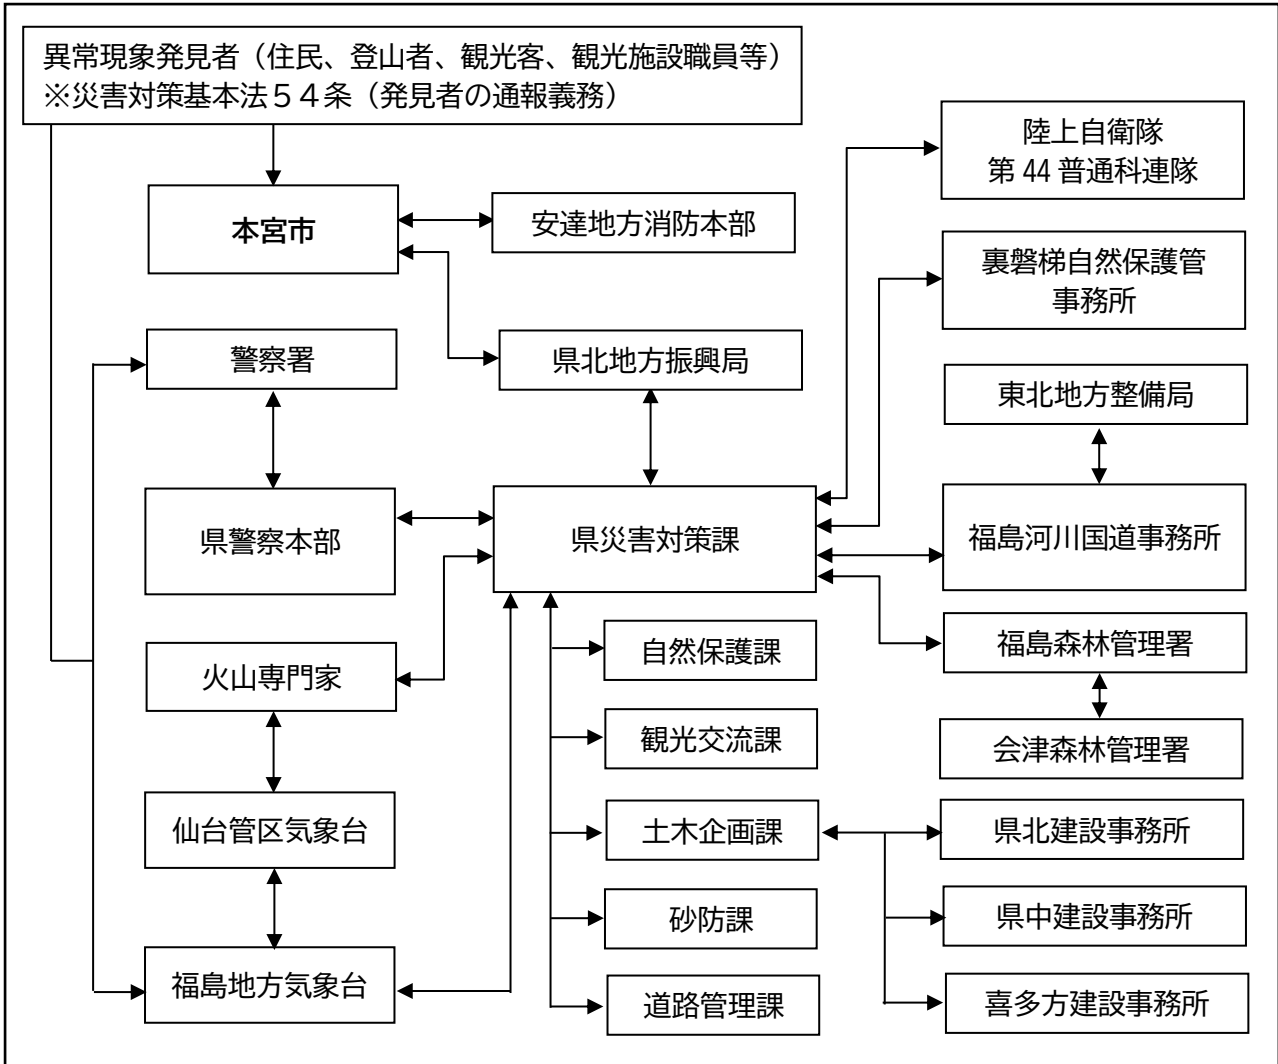 異常現象発見者（住民、登山者、観光客、観光施設職員等）
※災害対策基本法５４条（発見者の通報義務）
陸上自衛隊
第 44 普通科連隊
本宮市
安達地方消防本部
裏磐梯自然保護管
事務所
警察署
県北地方振興局
東北地方整備局
県警察本部
県災害対策課
福島河川国道事務所
火山専門家
自然保護課
福島森林管理署
観光交流課
会津森林管理署
仙台管区気象台
土木企画課
県北建設事務所
砂防課
県中建設事務所
福島地方気象台
道路管理課
喜多方建設事務所